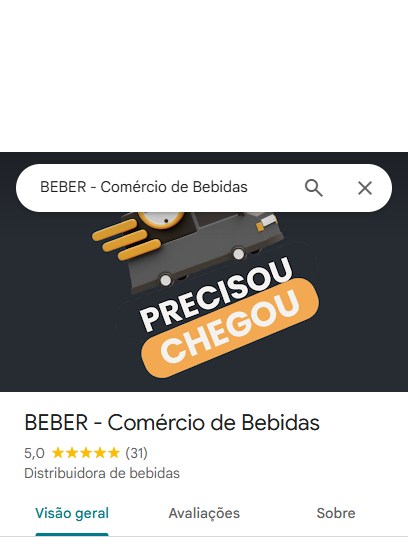 BEBER - Comércio de Bebidas
PRECISOU
CHEGOU
BEBER - Comércio de Bebidas
5,0 ★★★★★ (31)
Distribuidora de bebidas
Visão geral Avaliações Sobre